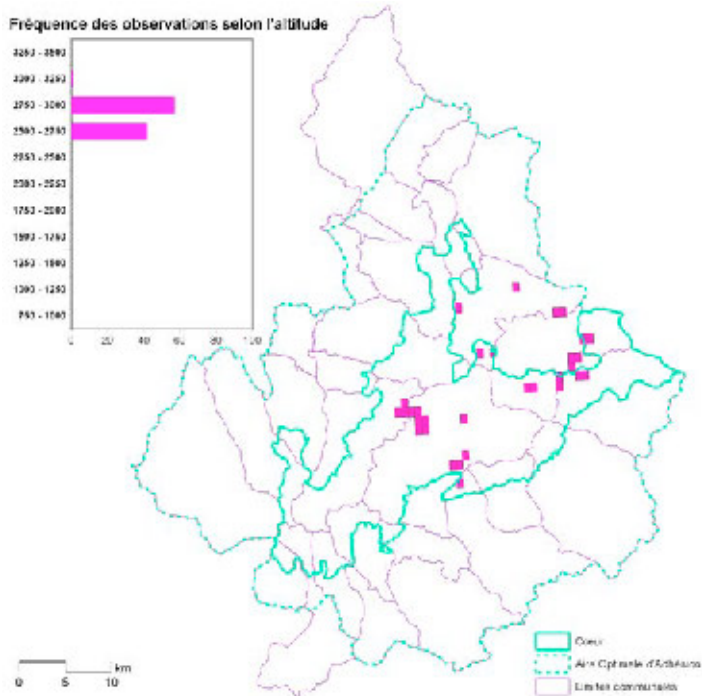 Fréquence des observations selon l'altitude
3250 - 3500
3000 - 3250
2750 - 3000
2500 - 2750
2250 - 2500
2000 - 2250
1750 - 2000
1500 - 1750
1250 - 1500
1000 - 1250
750 - 1000
0 20 40 60 80 100
Coeur
Aire Optimale d'Adhésion
Limites communales
km
0 5 10